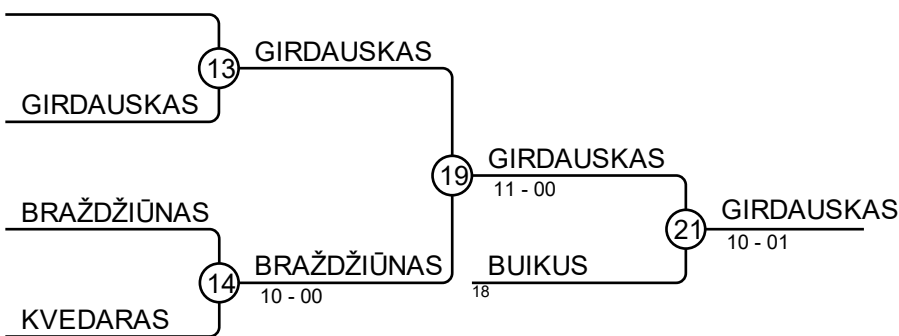 GIRDAUSKAS
13
GIRDAUSKAS
GIRDAUSKAS
19
11 - 00
BRAŽDŽIŪNAS
GIRDAUSKAS
21
10 - 01
BRAŽDŽIŪNAS
BUIKUS
14
10 - 00
18
KVEDARAS